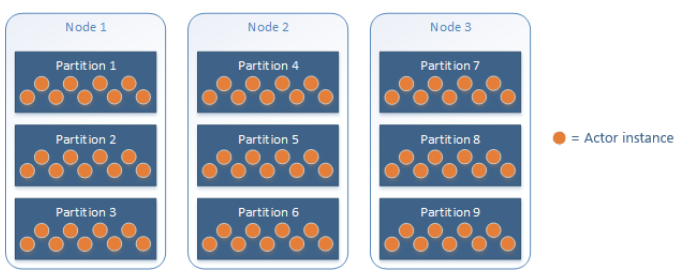 Node 1
Node 2
Node 3
Partition 1
Partition 4
Partition 7
Partition 2
Partition 5
Partition 8
= Actor instance
Partition 3
Partition 6
Partition 9